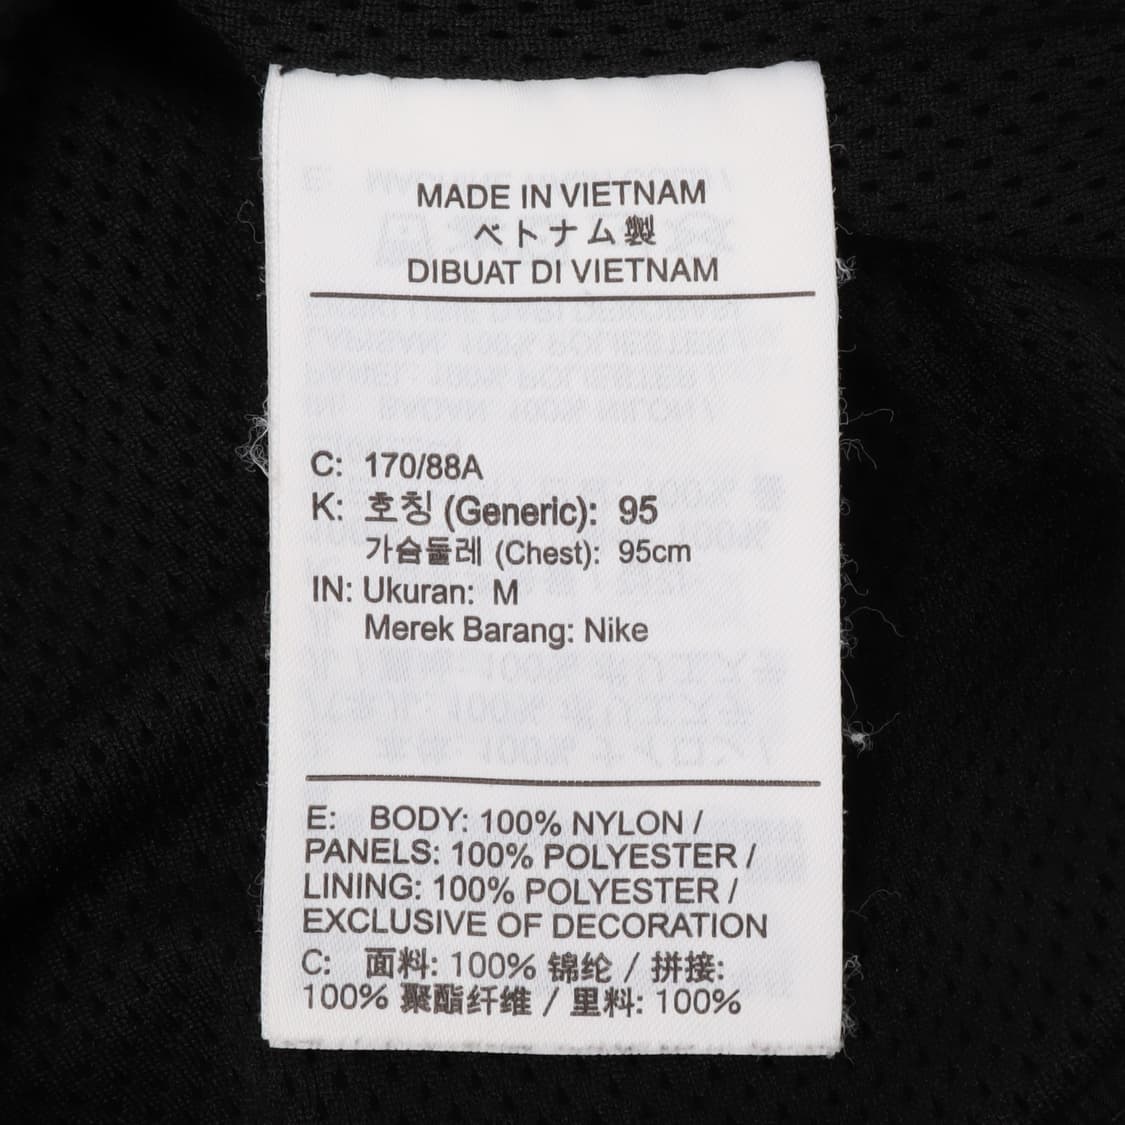 MADE IN VIETNAM
ベトナム製
DIBUAT DI VIETNAM
C: 170/88A
K: 호칭 (Generic): 95
가슴둘레 (Chest): 95cm
IN: Ukuran: M
Merek Barang: Nike
E: BODY: 100% NYLON /
PANELS: 100% POLYESTER /
LINING: 100% POLYESTER /
EXCLUSIVE OF DECORATION
C: 面料: 100% 锦纶 / 拼接:
100% 聚酯纤维 / 里料: 100%